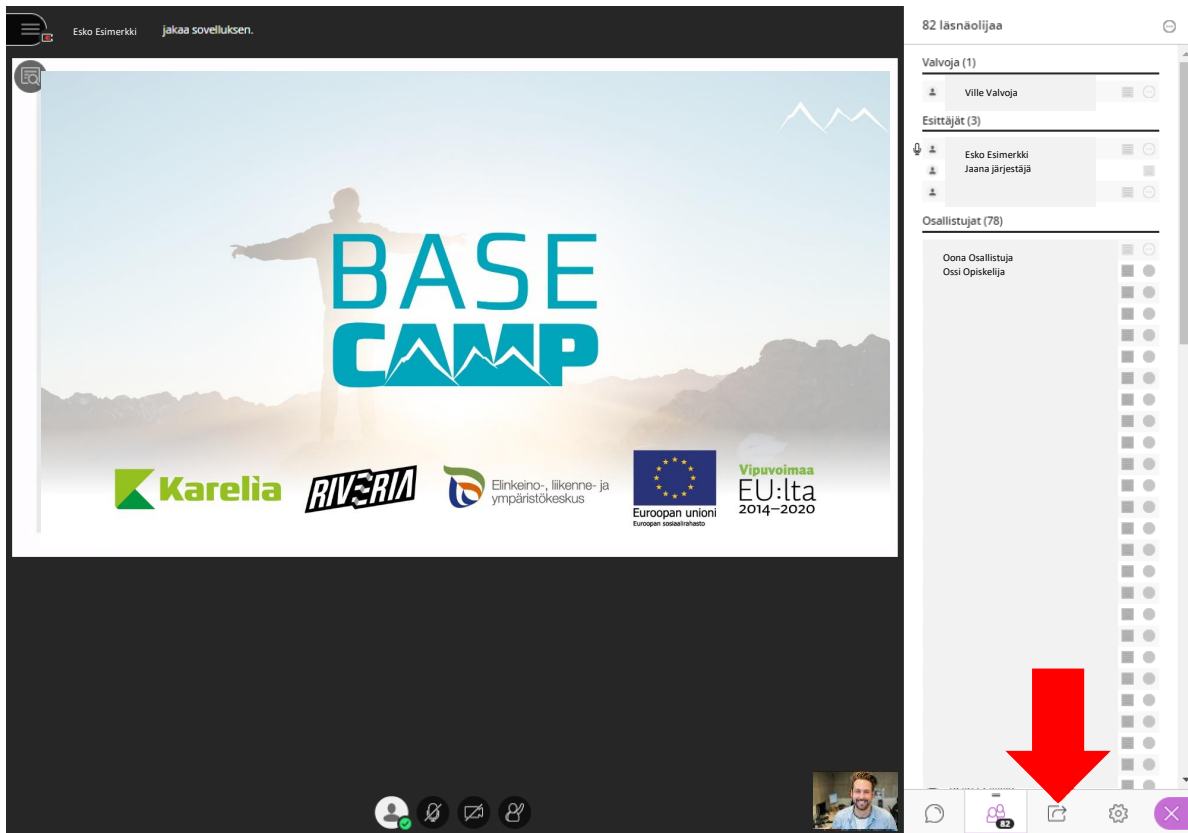 Esko Esimerkki jakaa sovelluksen.
BASE
CAMP
Karelia
RIVERIA
Elinkeino-, liikenne- ja
ympäristökeskus
Euroopan unioni
Euroopan sosiaalirahasto
Vipuvoimaa
EU:lta
2014–2020
82 läsnäolijaa
Valvoja (1)
Ville Valvoja
Esittäjät (3)
Esko Esimerkki
Jaana järjestäjä
Osallistujat (78)
Oona Osallistuja
Ossi Opiskelija
82